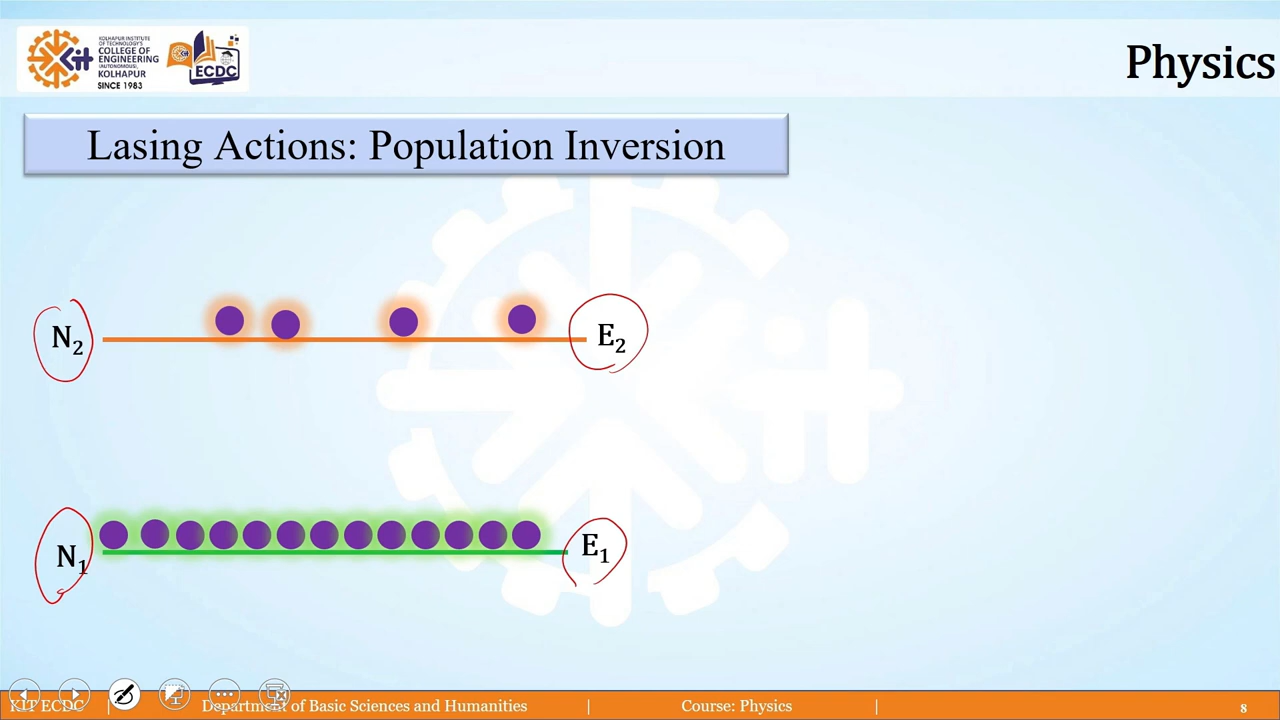 KOLHAPUR INSTITUTE
OF TECHNOLOGY'S
COLLEGE OF
ENGINEERING
(AUTONOMOUS),
KOLHAPUR
SINCE 1983
Kit
ECDC
Physics
Lasing Actions: Population Inversion
N₂
E₂
N₁
E₁
KIT ECDC | Department of Basic Sciences and Humanities | Course: Physics | 8